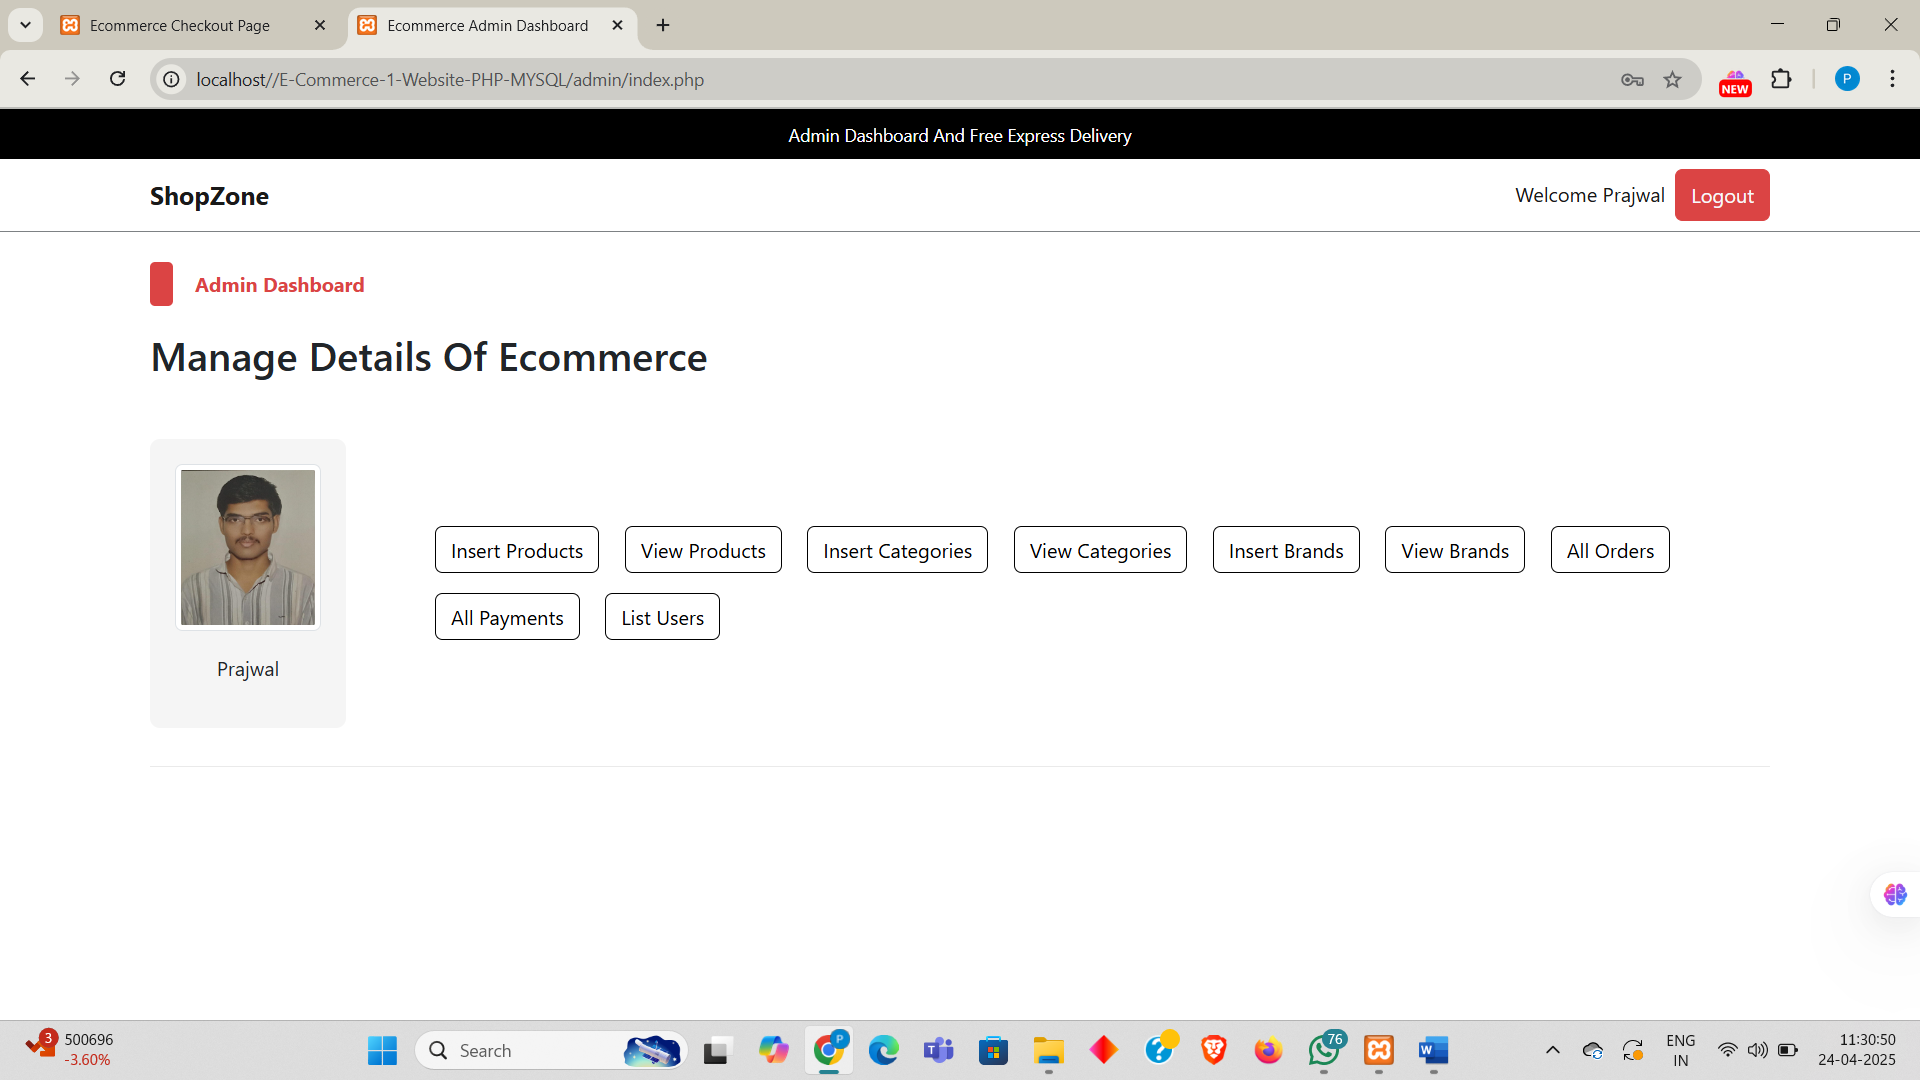 Ecommerce Checkout Page
Ecommerce Admin Dashboard
localhost//E-Commerce-1-Website-PHP-MYSQL/admin/index.php
NEW
P
Admin Dashboard And Free Express Delivery
ShopZone
Welcome Prajwal
Logout
Admin Dashboard
Manage Details Of Ecommerce
Insert Products
View Products
Insert Categories
View Categories
Insert Brands
View Brands
All Orders
All Payments
List Users
Prajwal
3
500696
-3.60%
Search
P
76
ENG
IN
11:30:50
24-04-2025